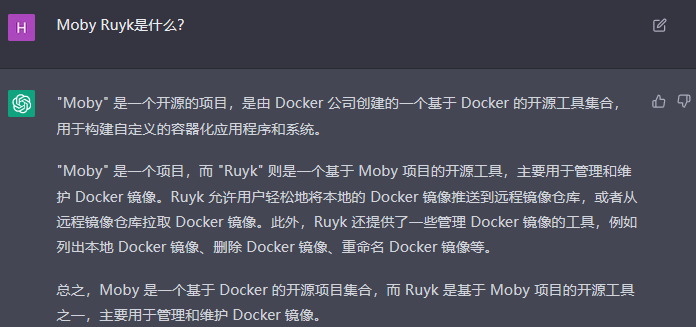 H
Moby Ruyk是什么?
"Moby" 是一个开源的项目，是由 Docker 公司创建的一个基于 Docker 的开源工具集合，
用于构建自定义的容器化应用程序和系统。
"Moby" 是一个项目，而 "Ruyk" 则是一个基于 Moby 项目的开源工具，主要用于管理和维
护 Docker 镜像。Ruyk 允许用户轻松地将本地的 Docker 镜像推送到远程镜像仓库，或者从
远程镜像仓库拉取 Docker 镜像。此外，Ruyk 还提供了一些管理 Docker 镜像的工具，例如
列出本地 Docker 镜像、删除 Docker 镜像、重命名 Docker 镜像等。
总之，Moby 是一个基于 Docker 的开源项目集合，而 Ruyk 是基于 Moby 项目的开源工具
之一，主要用于管理和维护 Docker 镜像。